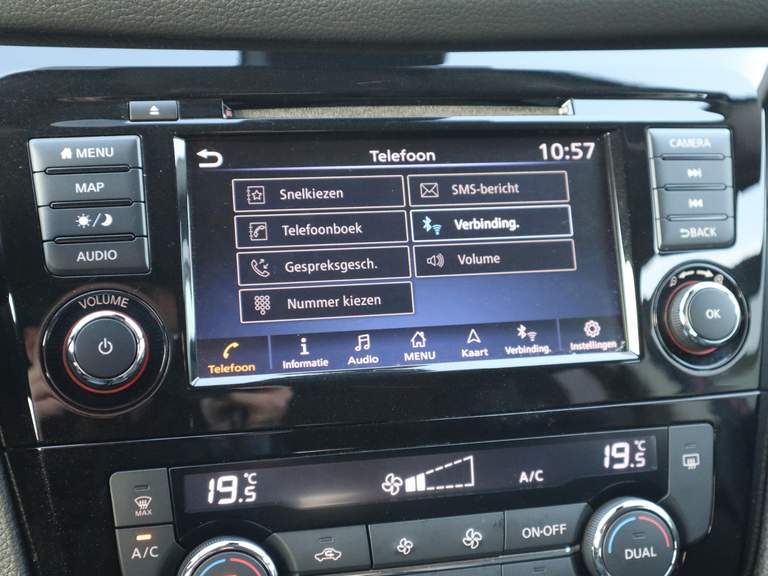 MENU
MAP
AUDIO
VOLUME
Telefoon
10:57
Snelkiezen
SMS-bericht
Telefoonboek
Verbinding.
Gespreksgesch.
Volume
Nummer kiezen
Telefoon
Informatie
Audio
MENU
Kaart
Verbinding.
Instellingen
CAMERA
BACK
OK
19.5 °C
A/C
19.5 °C
MAX
A/C
ON·OFF
DUAL